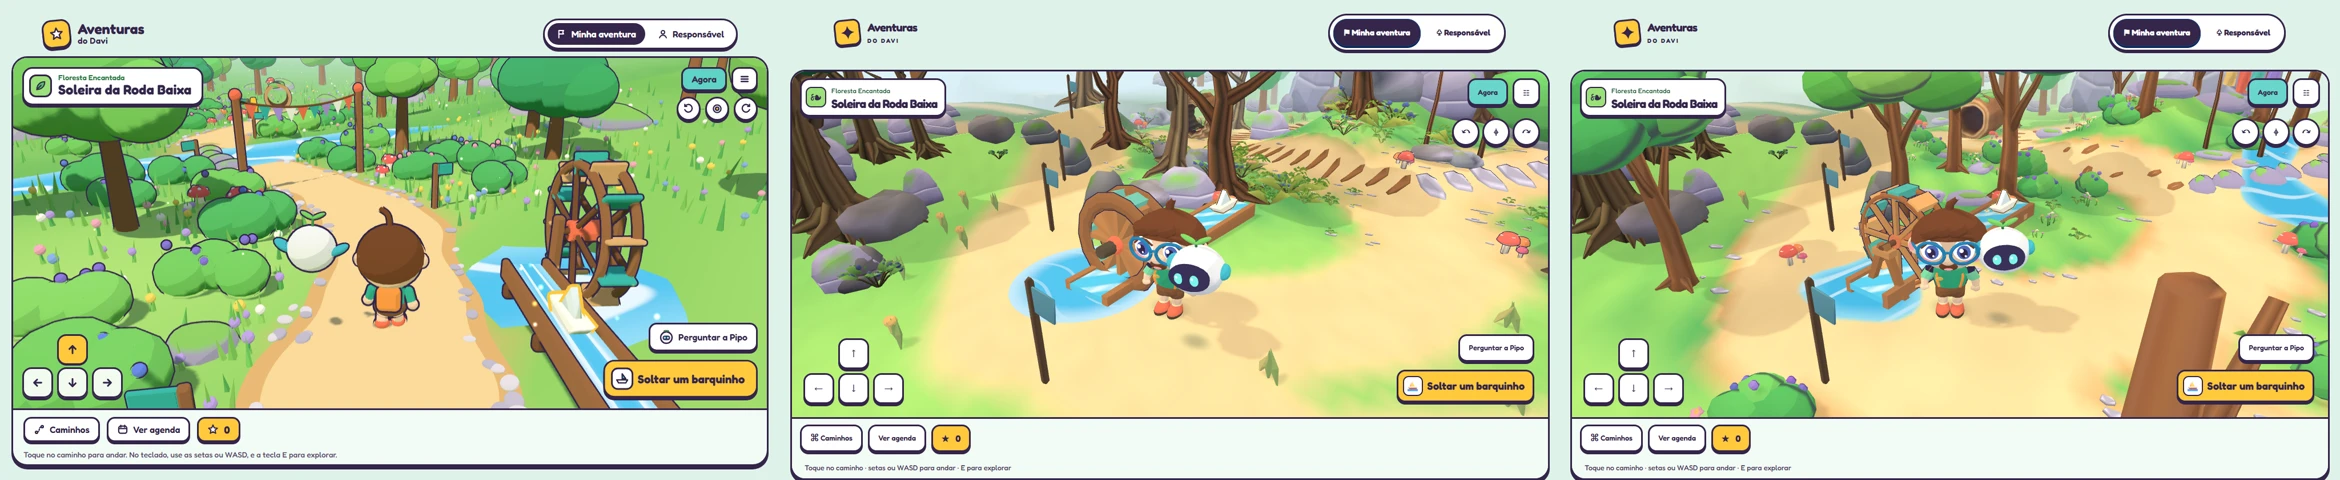 Aventuras
do Davi
Minha aventura
Responsável
Floresta Encantada
Soleira da Roda Baixa
Agora
Perguntar a Pipo
Soltar um barquinho
Caminhos
Ver agenda
0
Toque no caminho para andar. No teclado, use as setas ou WASD, e a tecla E para explorar.
Aventuras
DO DAVI
Minha aventura
Responsável
Floresta Encantada
Soleira da Roda Baixa
Agora
Perguntar a Pipo
Soltar um barquinho
Caminhos
Ver agenda
0
Toque no caminho · setas ou WASD para andar · E para explorar
Aventuras
DO DAVI
Minha aventura
Responsável
Floresta Encantada
Soleira da Roda Baixa
Agora
Perguntar a Pipo
Soltar um barquinho
Caminhos
Ver agenda
0
Toque no caminho · setas ou WASD para andar · E para explorar